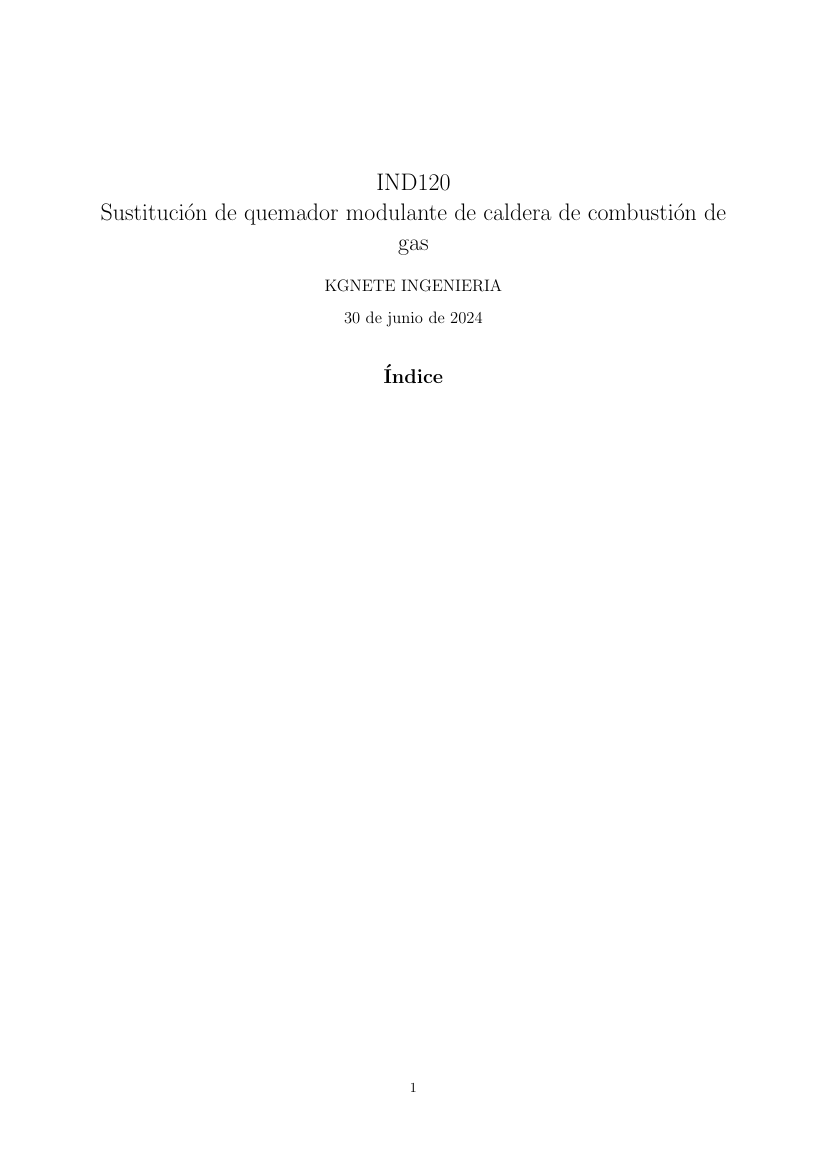 IND120
Sustitución de quemador modulante de caldera de combustión de
gas
KGNETE INGENIERIA
30 de junio de 2024
Índice
1